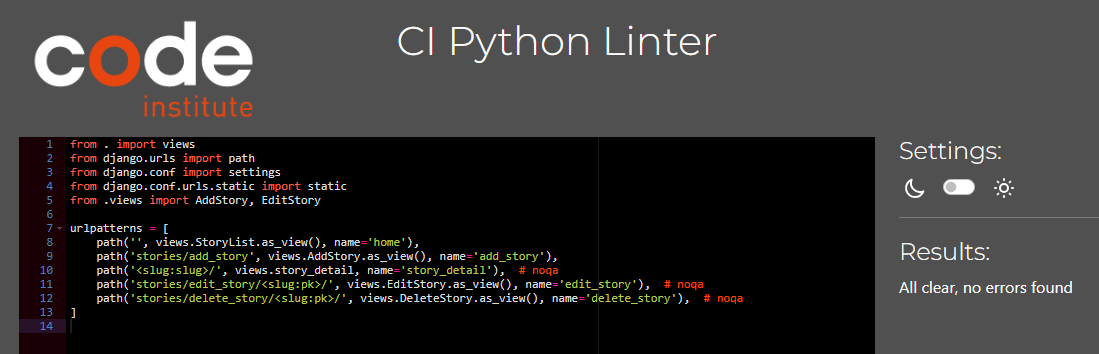 code
institute
CI Python Linter
1 from . import views
2 from django.urls import path
3 from django.conf import settings
4 from django.conf.urls.static import static
5 from .views import AddStory, EditStory
6
7 urlpatterns = [
8     path('', views.StoryList.as_view(), name='home'),
9     path('stories/add_story', views.AddStory.as_view(), name='add_story'),
10     path('<slug:slug>/', views.story_detail, name='story_detail'),  # noqa
11     path('stories/edit_story/<slug:pk>/', views.EditStory.as_view(), name='edit_story'),  # noqa
12     path('stories/delete_story/<slug:pk>/', views.DeleteStory.as_view(), name='delete_story'),  # noqa
13 ]
14
Settings:
Results:
All clear, no errors found